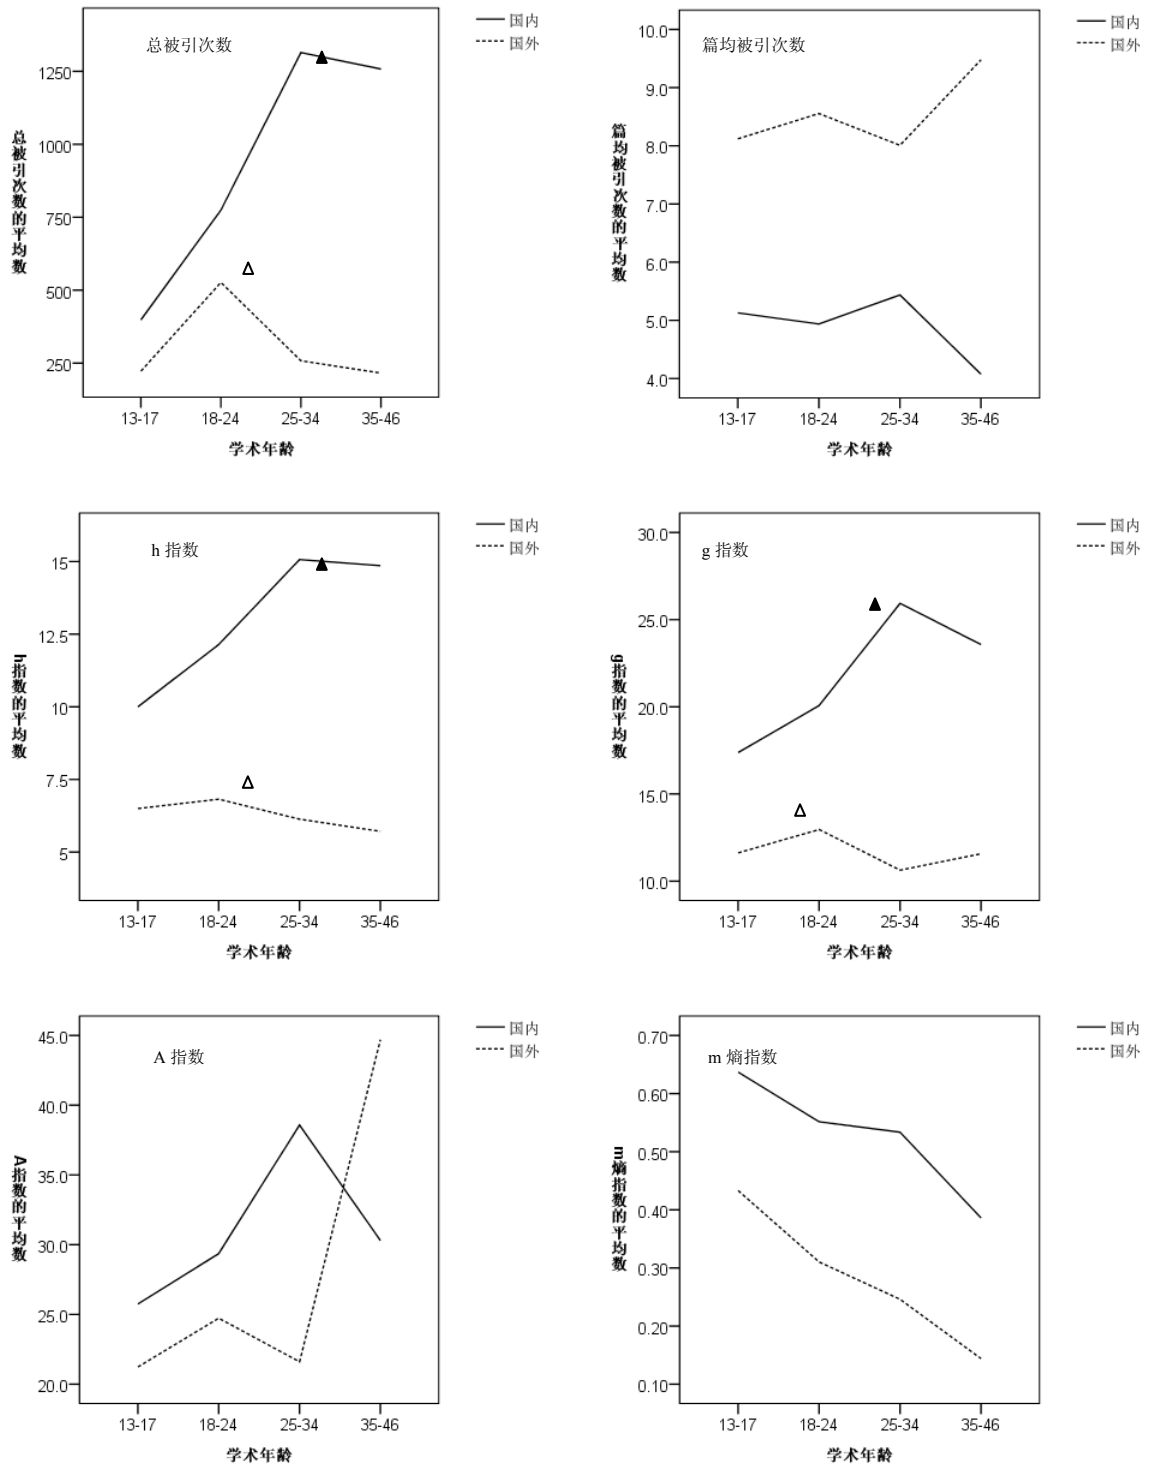 国内
国外
总被引次数
总被引次数的平均数
1250
1000
750
500
250
13-17 18-24 25-34 35-46
学术年龄
国内
国外
篇均被引次数
篇均被引次数的平均数
10.0
9.0
8.0
7.0
6.0
5.0
4.0
13-17 18-24 25-34 35-46
学术年龄
国内
国外
h 指数
h指数的平均数
15
12.5
10
7.5
5
13-17 18-24 25-34 35-46
学术年龄
国内
国外
g 指数
g指数的平均数
30.0
25.0
20.0
15.0
10.0
13-17 18-24 25-34 35-46
学术年龄
国内
国外
A 指数
A指数的平均数
45.0
40.0
35.0
30.0
25.0
20.0
13-17 18-24 25-34 35-46
学术年龄
国内
国外
m 熵指数
m熵指数的平均数
0.70
0.60
0.50
0.40
0.30
0.20
0.10
13-17 18-24 25-34 35-46
学术年龄